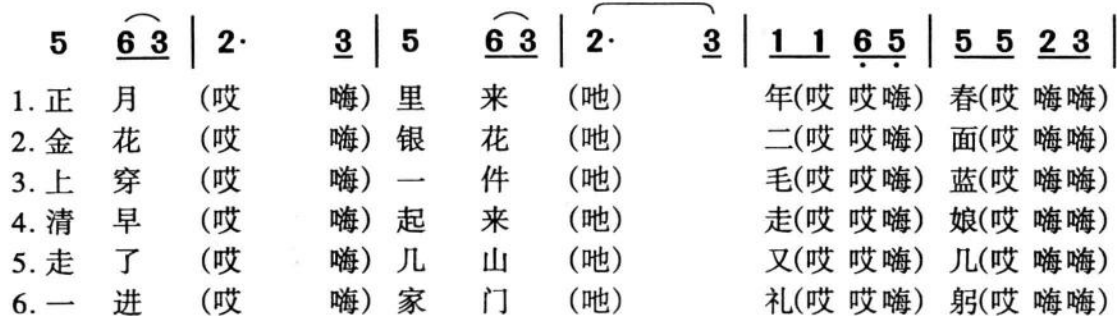 5 6 3 | 2· 3 | 5 6 3 | 2· 3 | 1 1 6 5 | 5 5 2 3 |
1. 正 月 (哎 嗨) 里 来 (吔) 年(哎 哎嗨) 春(哎 嗨嗨)
2. 金 花 (哎 嗨) 银 花 (吔) 二(哎 哎嗨) 面(哎 嗨嗨)
3. 上 穿 (哎 嗨) 一 件 (吔) 毛(哎 哎嗨) 蓝(哎 嗨嗨)
4. 清 早 (哎 嗨) 起 来 (吔) 走(哎 哎嗨) 娘(哎 嗨嗨)
5. 走 了 (哎 嗨) 几 山 (吔) 又(哎 哎嗨) 几(哎 嗨嗨)
6. 一 进 (哎 嗨) 家 门 (吔) 礼(哎 哎嗨) 躬(哎 嗨嗨)